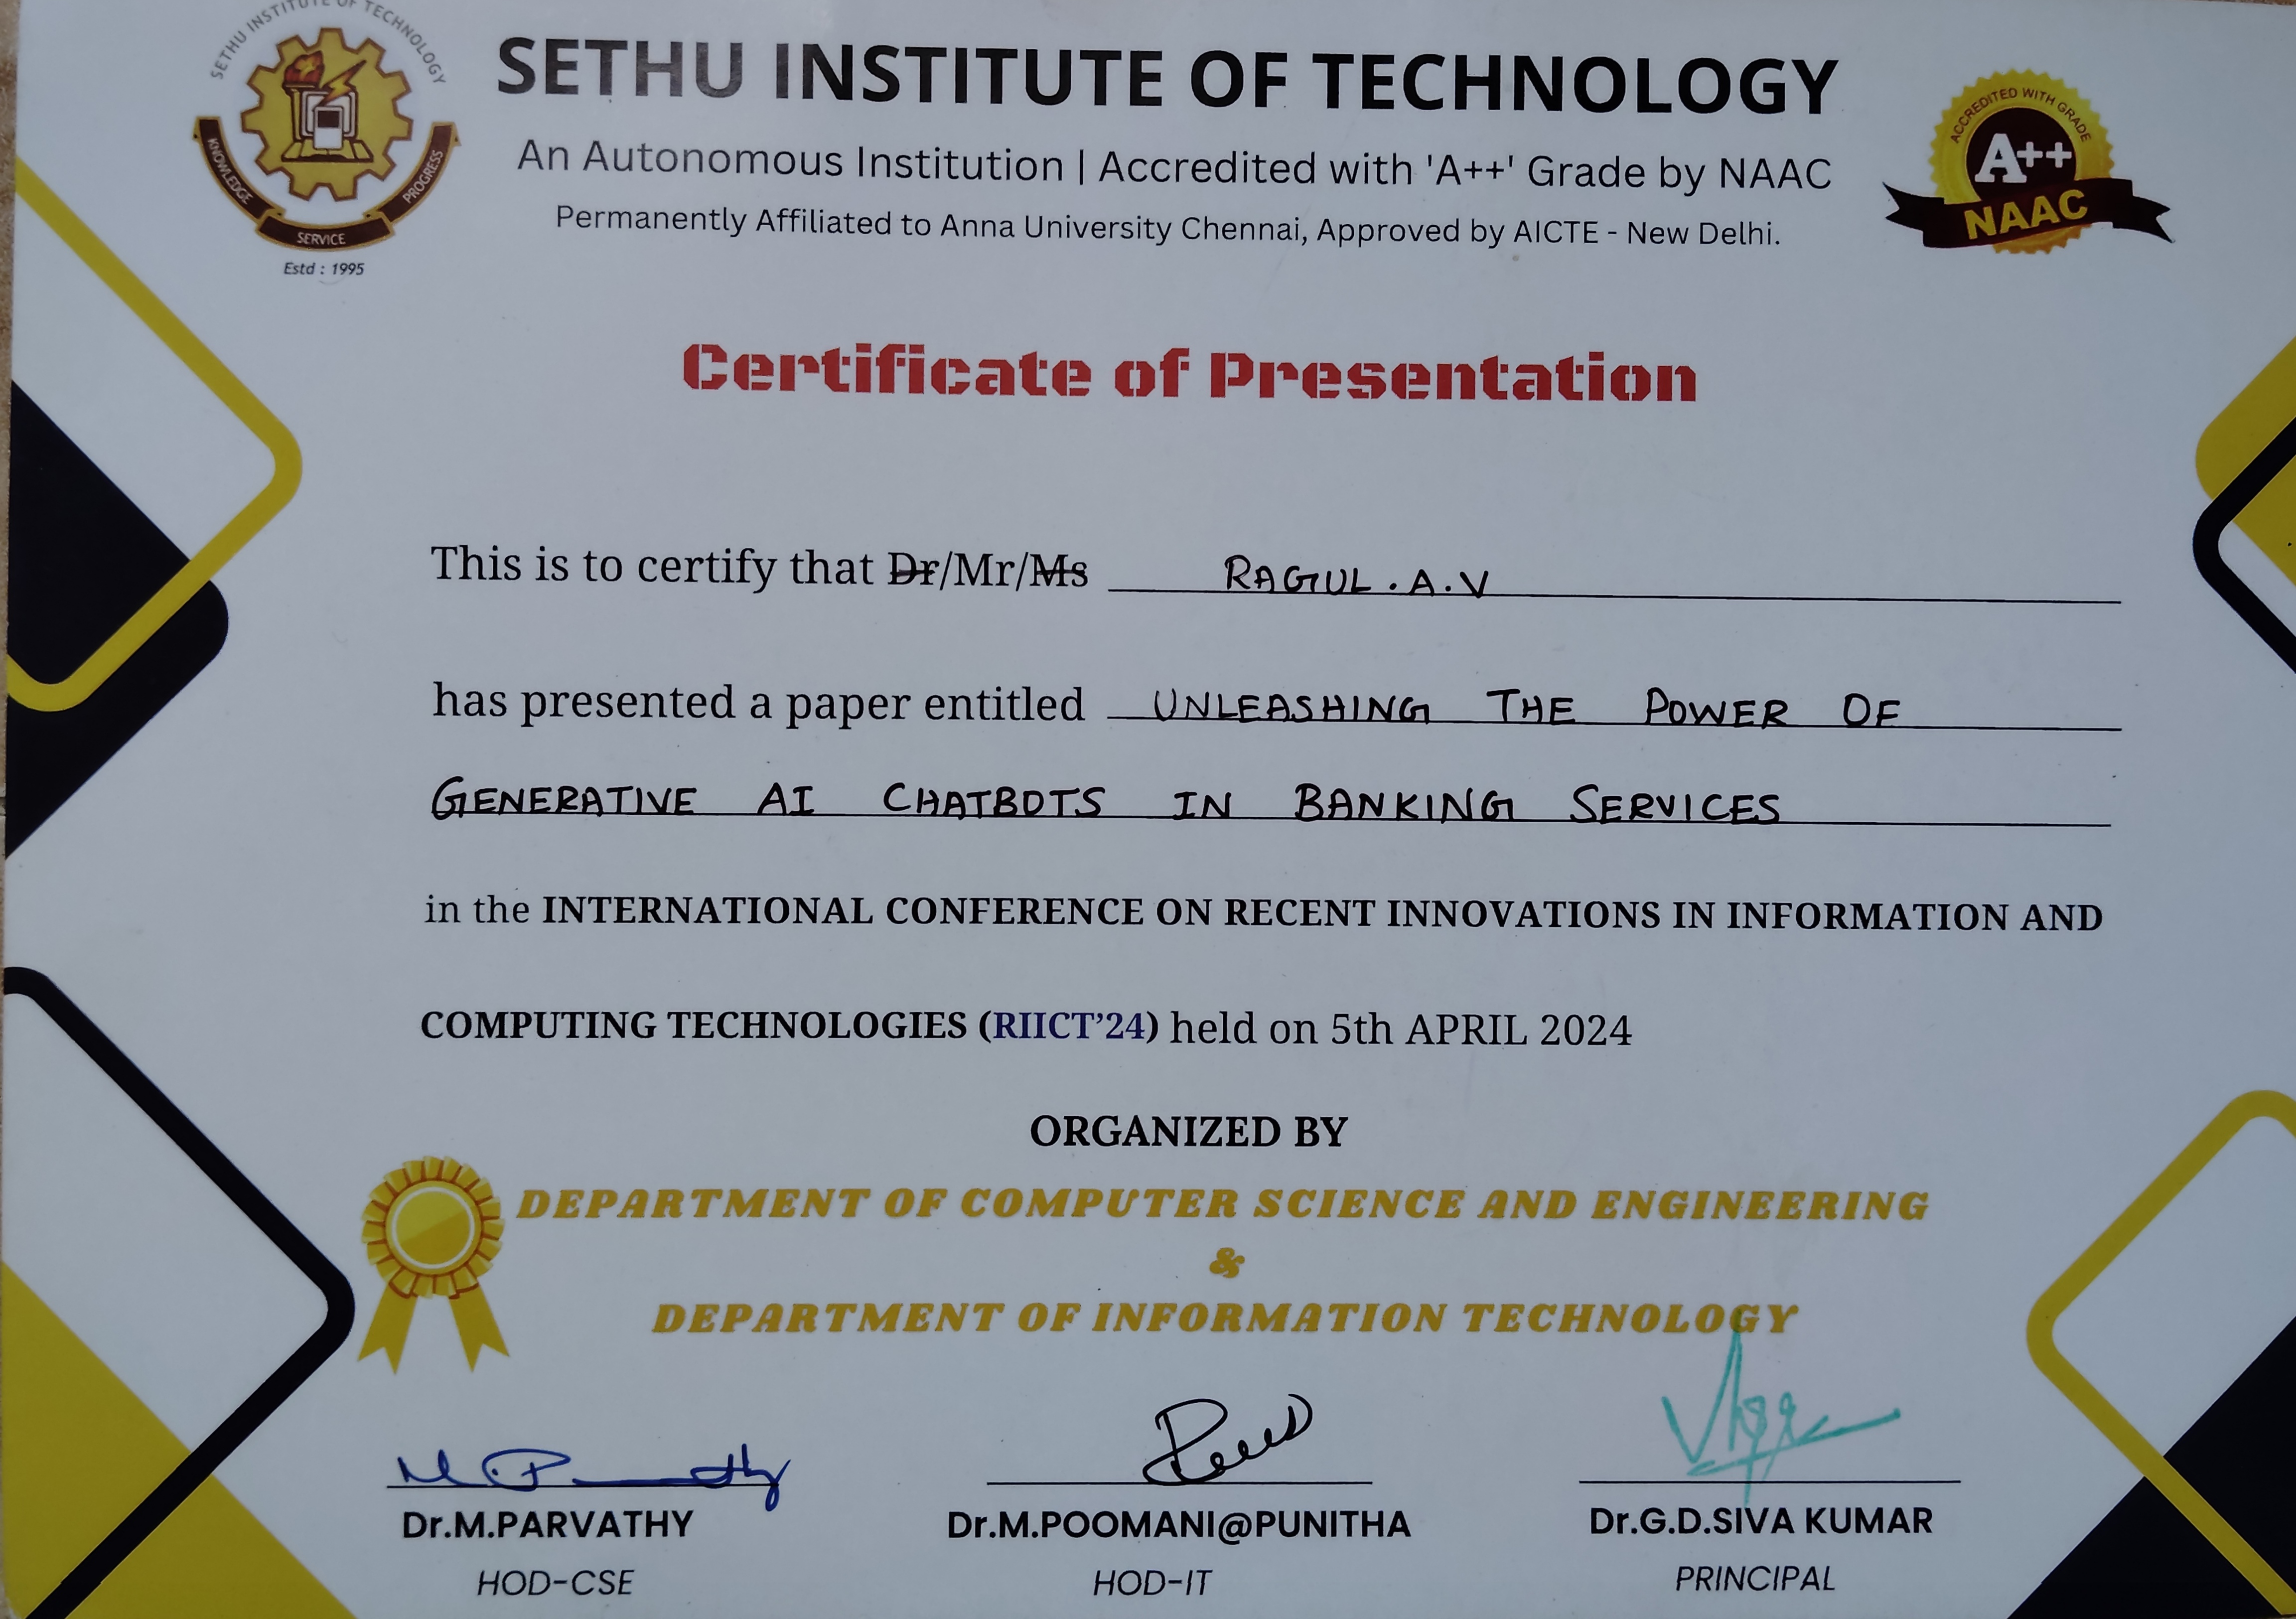 SETHU INSTITUTE OF TECHNOLOGY
KNOWLEDGE
SERVICE
PROGRESS
Estd : 1995
SETHU INSTITUTE OF TECHNOLOGY
An Autonomous Institution | Accredited with 'A++' Grade by NAAC
Permanently Affiliated to Anna University Chennai, Approved by AICTE - New Delhi.
ACCREDITED WITH GRADE
A++
NAAC
Certificate of Presentation
This is to certify that Dr/Mr/Ms RAGUL.A.V
has presented a paper entitled UNLEASHING THE POWER OF
GENERATIVE AI CHATBOTS IN BANKING SERVICES
in the INTERNATIONAL CONFERENCE ON RECENT INNOVATIONS IN INFORMATION AND
COMPUTING TECHNOLOGIES (RIICT’24) held on 5th APRIL 2024
ORGANIZED BY
DEPARTMENT OF COMPUTER SCIENCE AND ENGINEERING
&
DEPARTMENT OF INFORMATION TECHNOLOGY
Dr.M.PARVATHY Dr.M.POOMANI@PUNITHA Dr.G.D.SIVA KUMAR
HOD-CSE HOD-IT PRINCIPAL